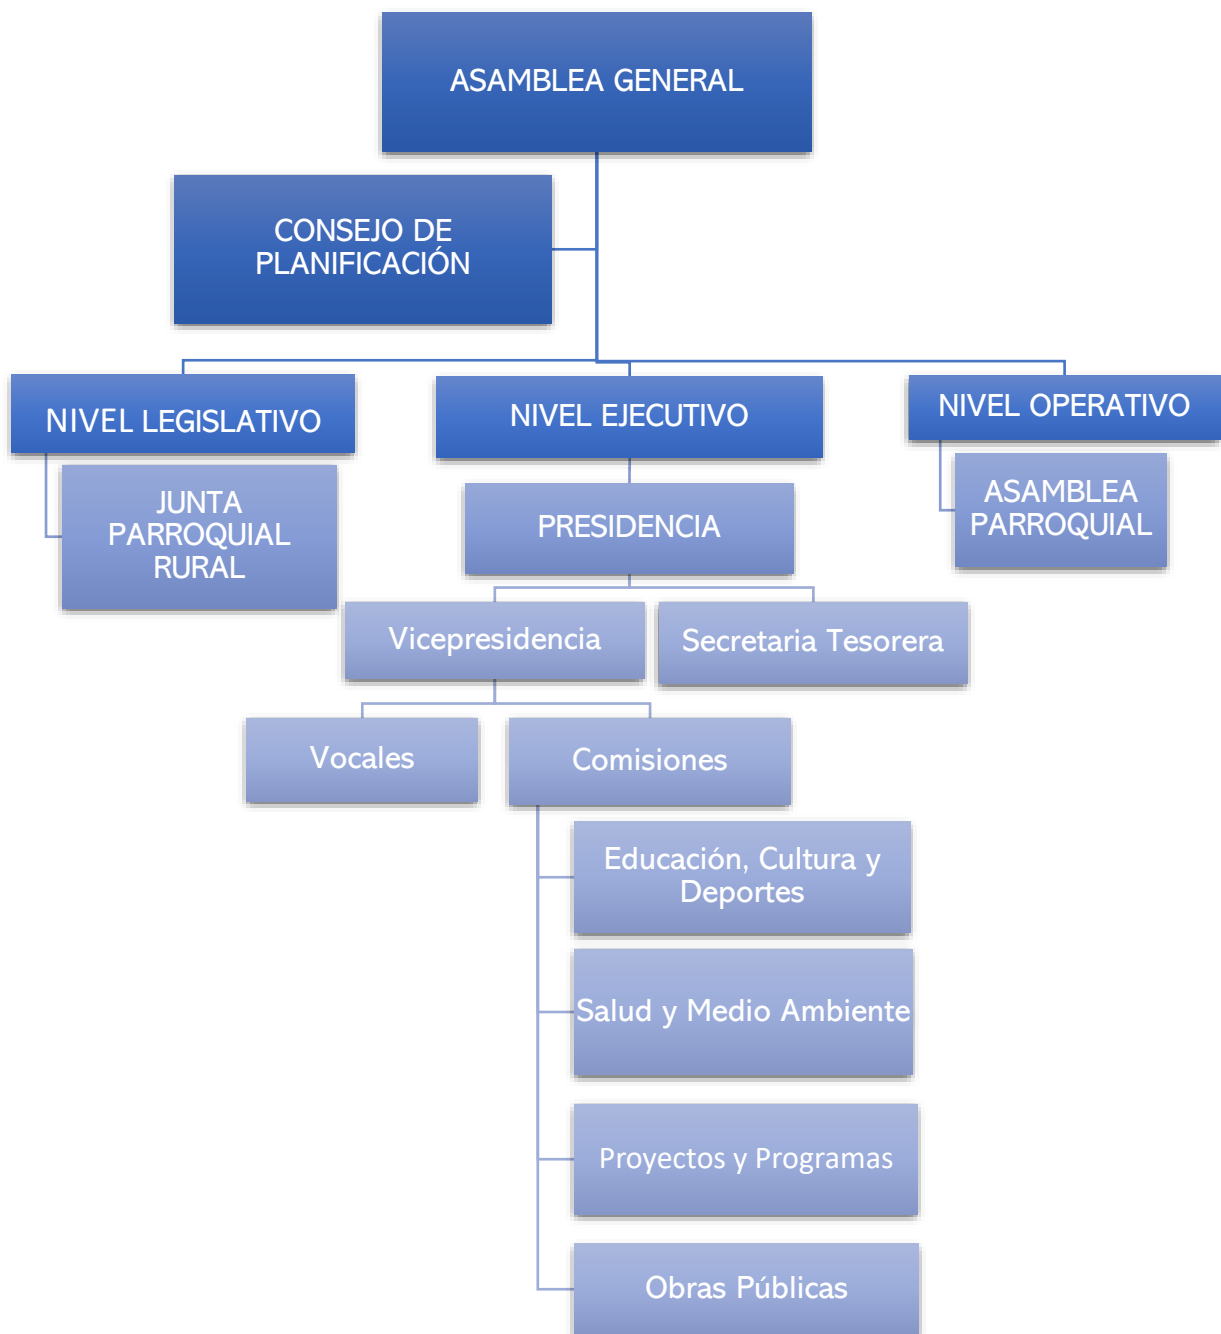 ASAMBLEA GENERAL
CONSEJO DE
PLANIFICACIÓN
NIVEL LEGISLATIVO
NIVEL EJECUTIVO
NIVEL OPERATIVO
JUNTA
PARROQUIAL
RURAL
PRESIDENCIA
ASAMBLEA
PARROQUIAL
Vicepresidencia
Secretaria Tesorera
Vocales
Comisiones
Educación, Cultura y
Deportes
Salud y Medio Ambiente
Proyectos y Programas
Obras Públicas